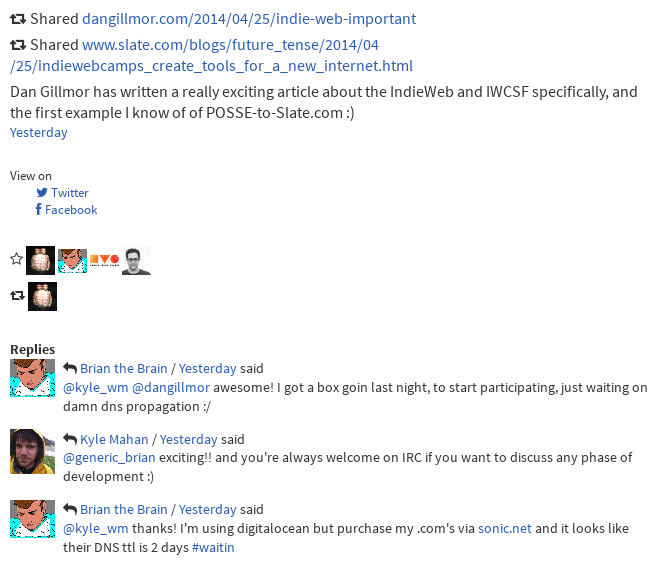 Shared dangillmor.com/2014/04/25/indie-web-important
Shared www.slate.com/blogs/future_tense/2014/04
/25/indiewebcamps_create_tools_for_a_new_internet.html
Dan Gillmor has written a really exciting article about the IndieWeb and IWCSF specifically, and
the first example I know of of POSSE-to-Slate.com :)
Yesterday
View on
Twitter
Facebook
Replies
Brian the Brain / Yesterday said
@kyle_wm @dangillmor awesome! I got a box goin last night, to start participating, just waiting on
damn dns propagation :/
Kyle Mahan / Yesterday said
@generic_brian exciting!! and you're always welcome on IRC if you want to discuss any phase of
development :)
Brian the Brain / Yesterday said
@kyle_wm thanks! I'm using digitalocean but purchase my .com's via sonic.net and it looks like
their DNS ttl is 2 days #waitin